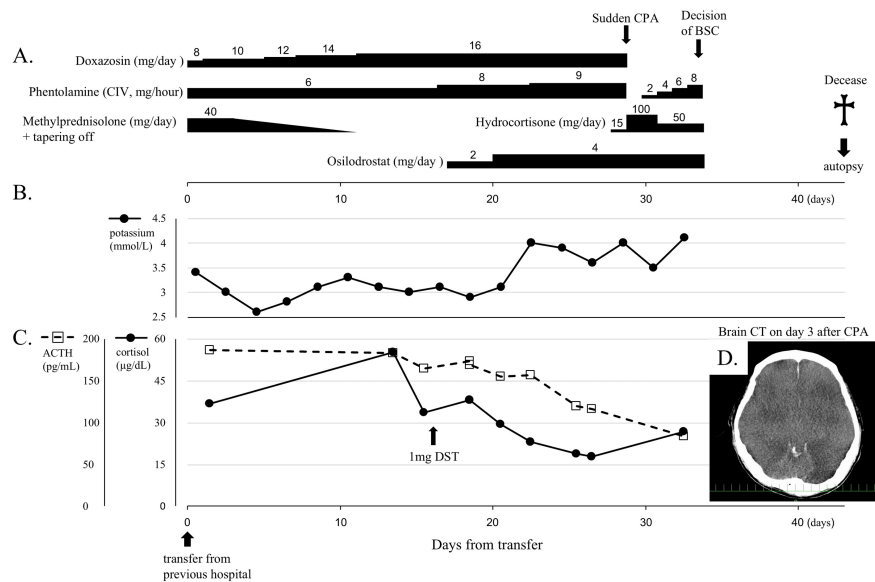 Sudden CPA
Decision
of BSC
A.
8 10 12 14 16
Doxazosin (mg/day )
6 8 9 2 4 6 8
Phentolamine (CIV, mg/hour)
Decease
40
Methylprednisolone (mg/day)
+ tapering off
Hydrocortisone (mg/day)
15 100 50
Osilodrostat (mg/day )
2 4
autopsy
0 10 20 30 40 (days)
B.
potassium
(mmol/L)
4.5
4
3.5
3
2.5
C.
ACTH
(pg/mL)
cortisol
(µg/dL)
200 60
150 45
100 30
50 15
0 0
1mg DST
Brain CT on day 3 after CPA
D.
0 10 20 30 40 (days)
Days from transfer
transfer from
previous hospital